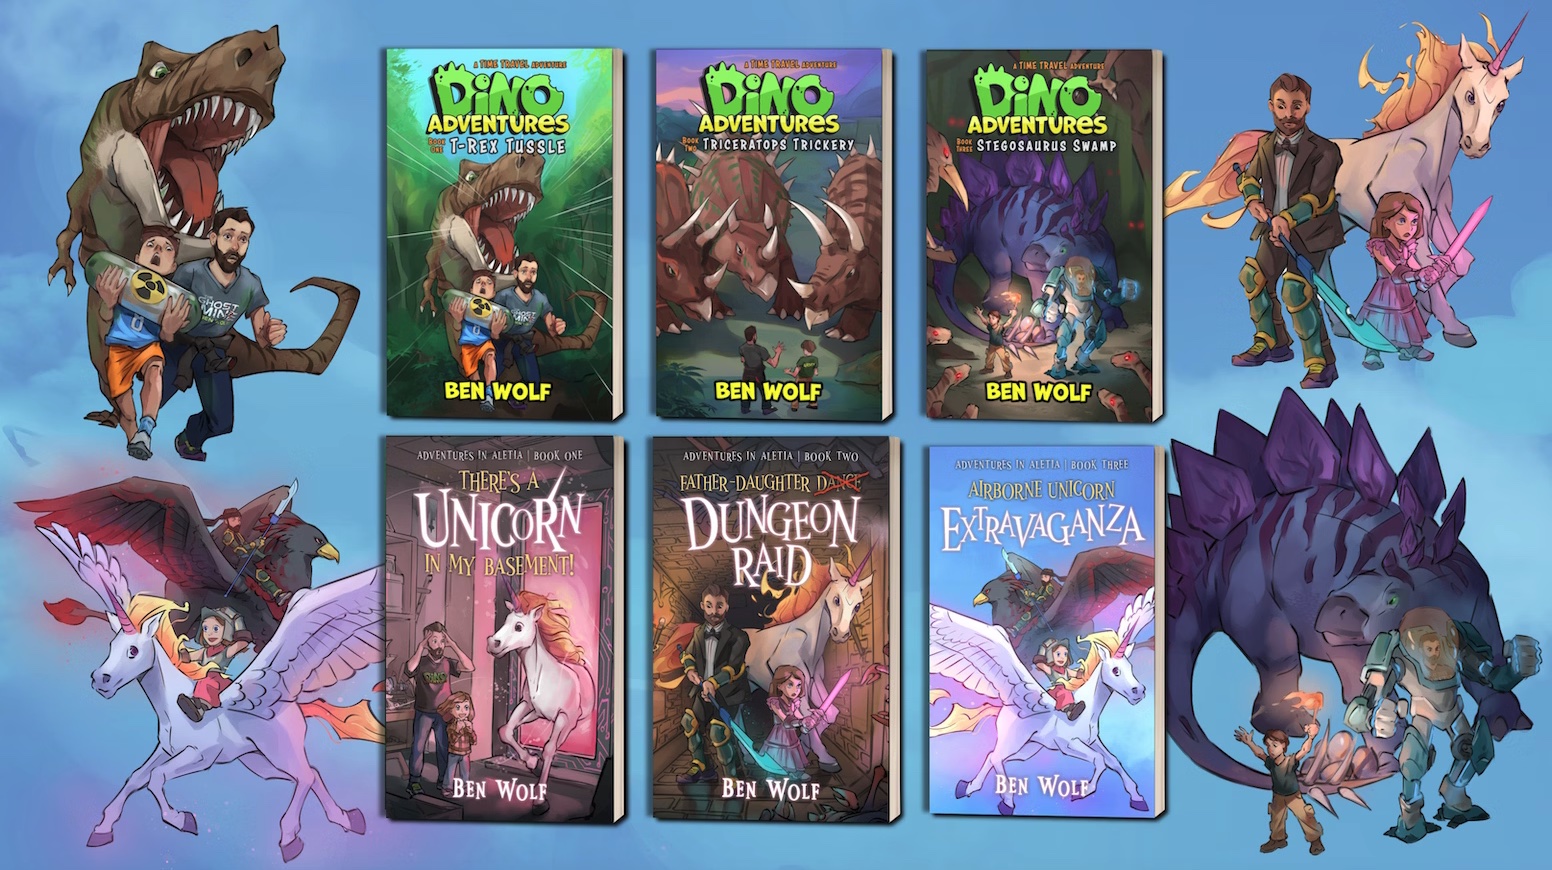 A TIME TRAVEL ADVENTURE
DINO
ADVENTURES
BOOK ONE T-REX TUSSLE
BEN WOLF
A TIME TRAVEL ADVENTURE
DINO
ADVENTURES
BOOK TWO TRICERATOPS TRICKERY
BEN WOLF
A TIME TRAVEL ADVENTURE
DINO
ADVENTURES
BOOK THREE STEGOSAURUS SWAMP
BEN WOLF
ADVENTURES IN ALETIA | BOOK ONE
THERE'S A
UNICORN
IN MY BASEMENT!
BEN WOLF
ADVENTURES IN ALETIA | BOOK TWO
FATHER-DAUGHTER DANCE
DUNGEON
RAID
BEN WOLF
ADVENTURES IN ALETIA | BOOK THREE
AIRBORNE UNICORN
EXTRAVAGANZA
BEN WOLF
GHOST
MINE